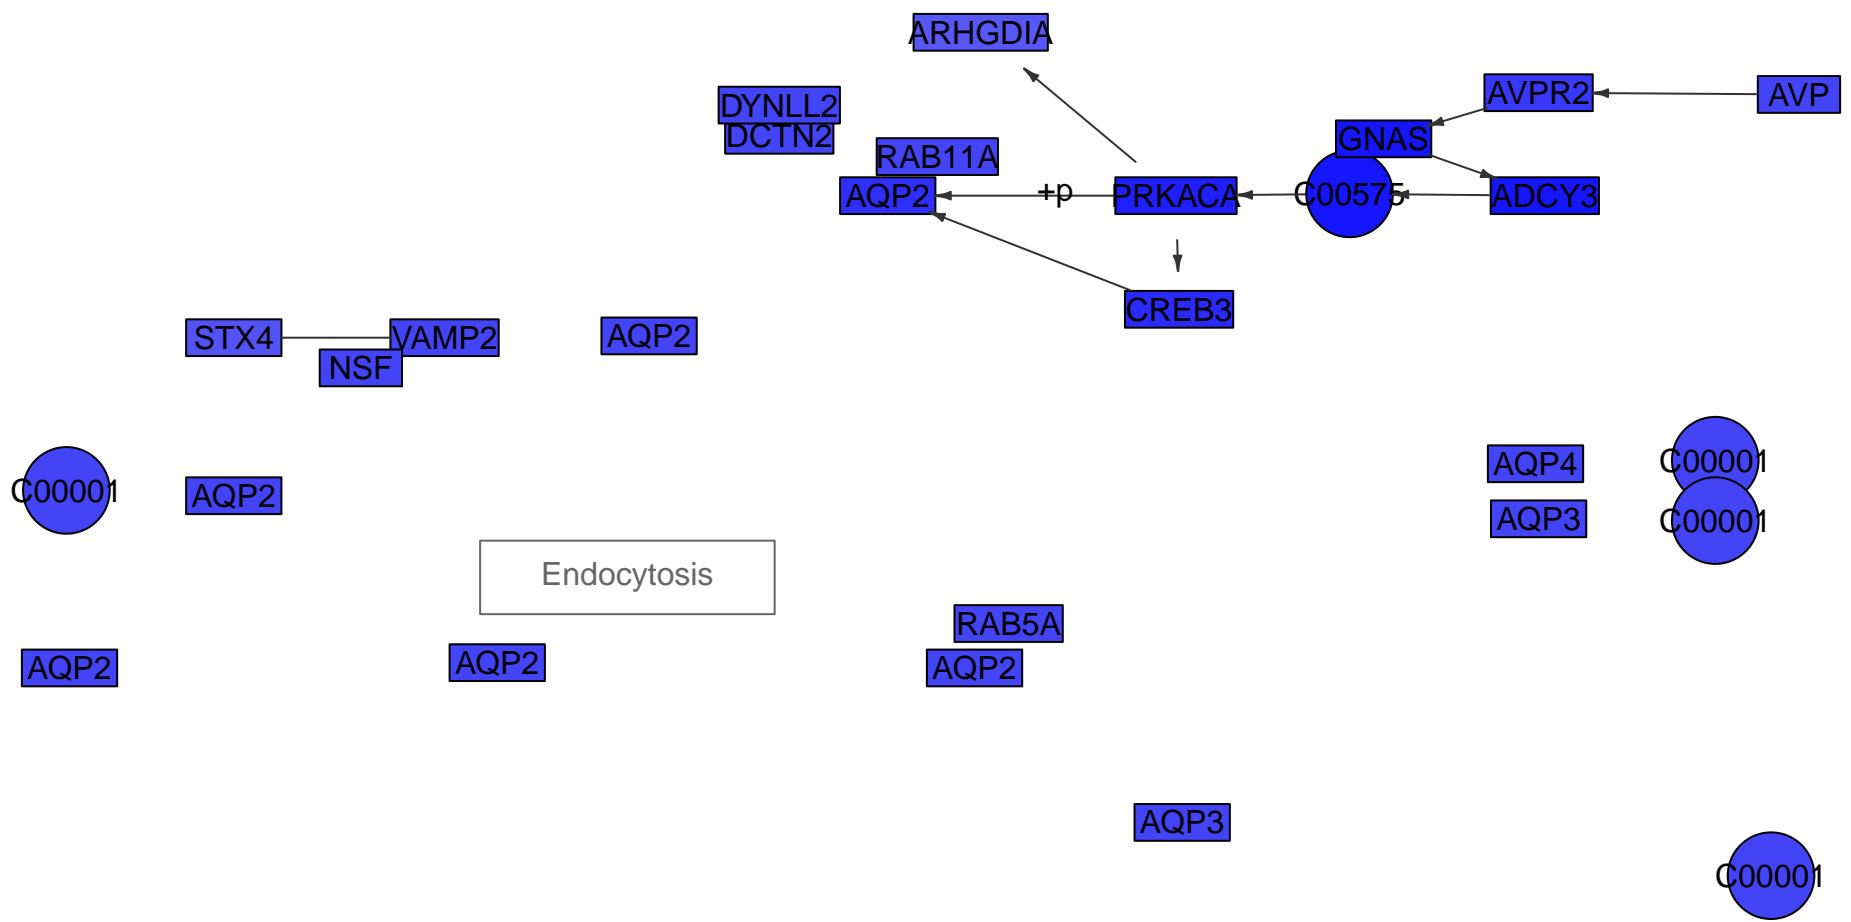 ARHGDIA
DYNLL2
AVPR2
AVP
DCTN2
GNAS
RAB11A
AQP2
+p
PRKACA
C00575
ADCY3
CREB3
STX4
VAMP2
AQP2
NSF
C00001
AQP2
AQP4
C00001
AQP3
C00001
Endocytosis
RAB5A
AQP2
AQP2
AQP2
AQP3
C00001